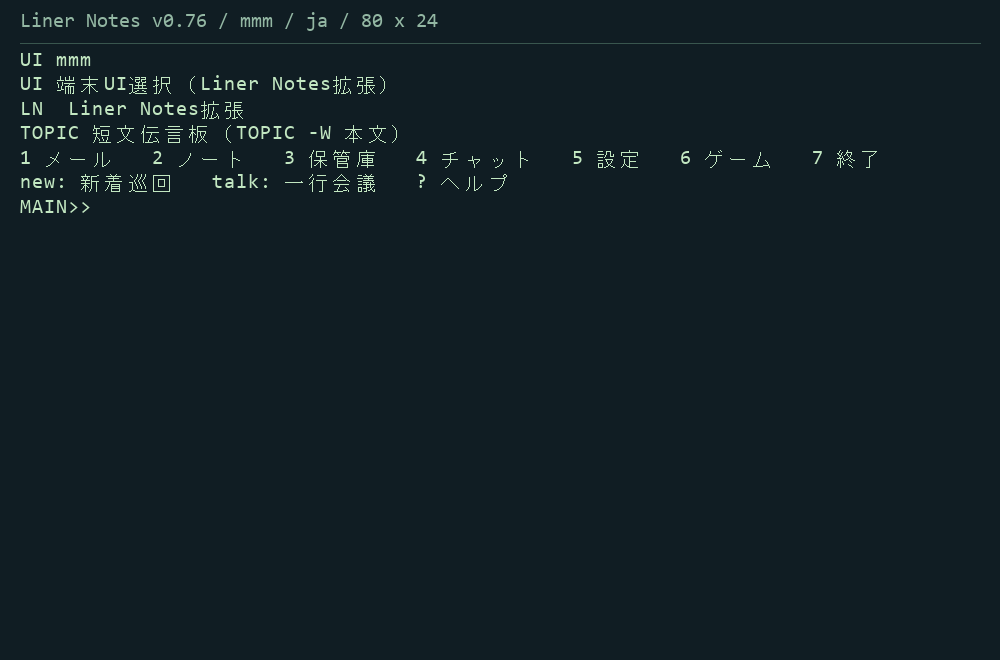 Liner Notes v0.76 / mmm / ja / 80 x 24
UI mmm
UI 端末UI選択（Liner Notes拡張）
LN  Liner Notes拡張
TOPIC 短文伝言板（TOPIC -W 本文）
1 メール   2 ノート   3 保管庫   4 チャット   5 設定   6 ゲーム   7 終了
new: 新着巡回   talk: 一行会議   ? ヘルプ
MAIN>>